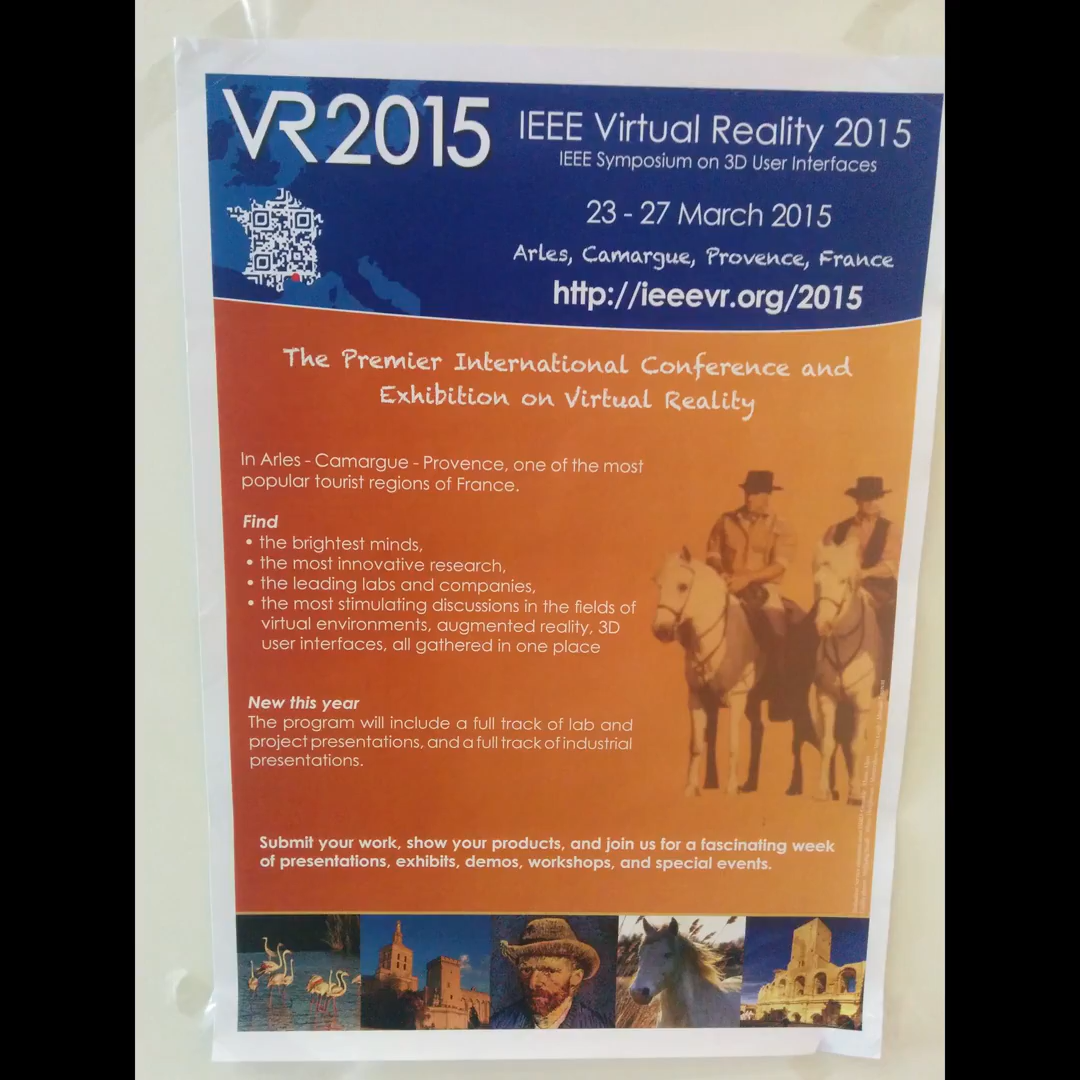 VR2015
IEEE Virtual Reality 2015
IEEE Symposium on 3D User Interfaces
23 - 27 March 2015
Arles, Camargue, Provence, France
http://ieeevr.org/2015
The Premier International Conference and
Exhibition on Virtual Reality
In Arles - Camargue - Provence, one of the most
popular tourist regions of France.
Find
• the brightest minds,
• the most innovative research,
• the leading labs and companies,
• the most stimulating discussions in the fields of
virtual environments, augmented reality, 3D
user interfaces, all gathered in one place
New this year
The program will include a full track of lab and
project presentations, and a full track of industrial
presentations.
Submit your work, show your products, and join us for a fascinating week
of presentations, exhibits, demos, workshops, and special events.